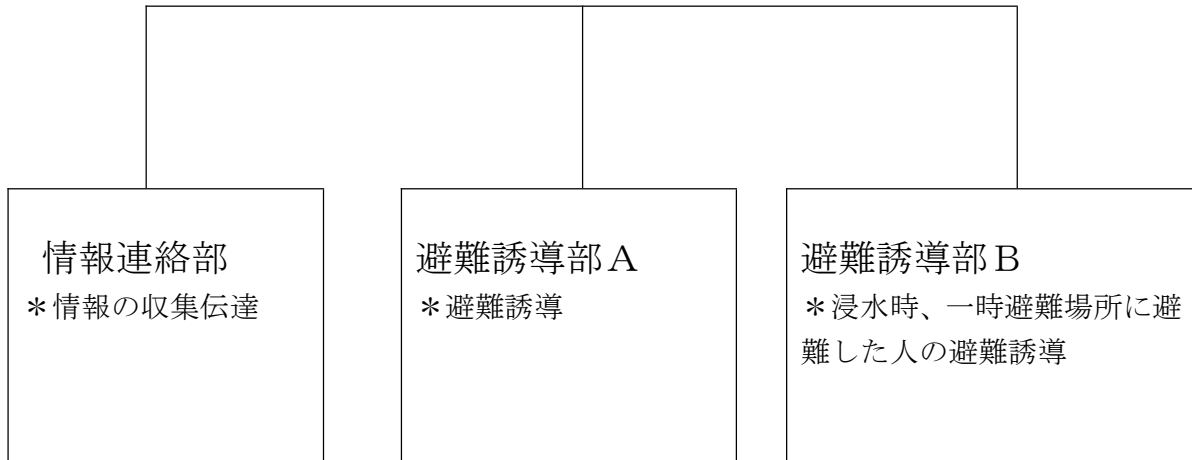 情報連絡部
＊情報の収集伝達
避難誘導部Ａ
＊避難誘導
避難誘導部Ｂ
＊浸水時、一時避難場所に避
難した人の避難誘導